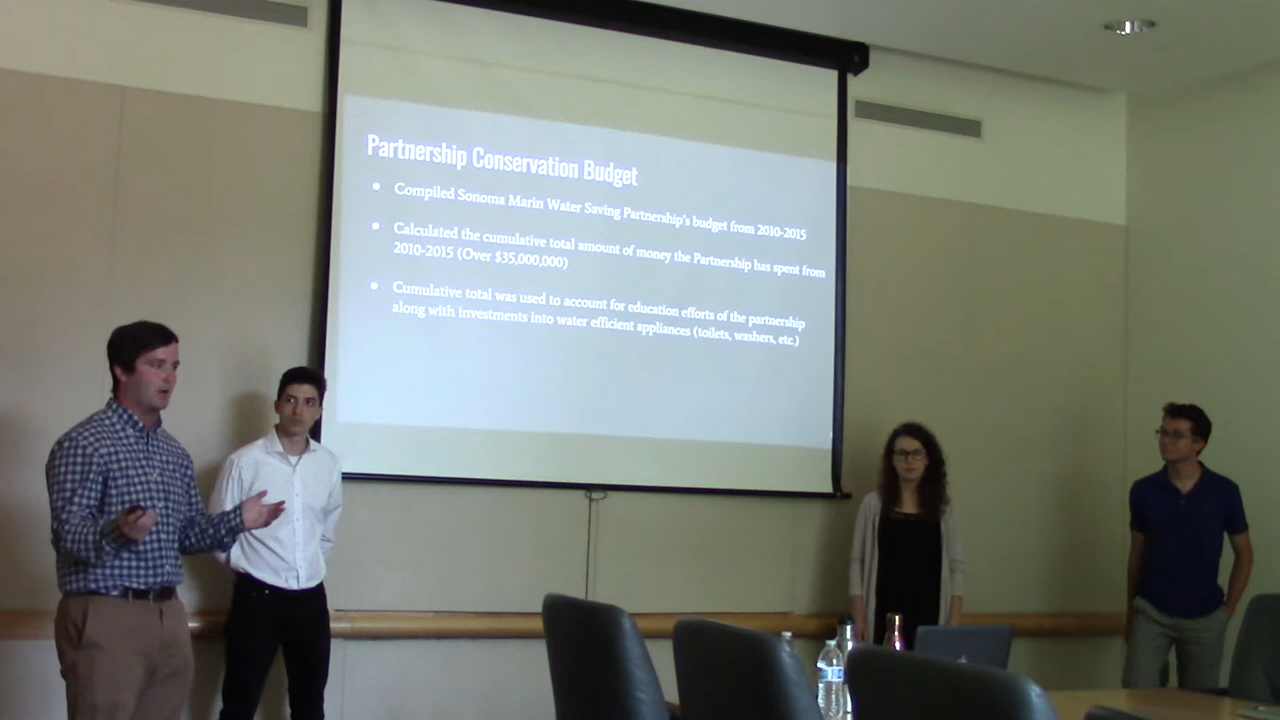 Partnership Conservation Budget
• Compiled Sonoma Marin Water Saving Partnership's budget from 2010-2015
• Calculated the cumulative total amount of money the Partnership has spent from
2010-2015 (Over $35,000,000)
• Cumulative total was used to account for education efforts of the partnership
along with investments into water efficient appliances (toilets, washers, etc.)